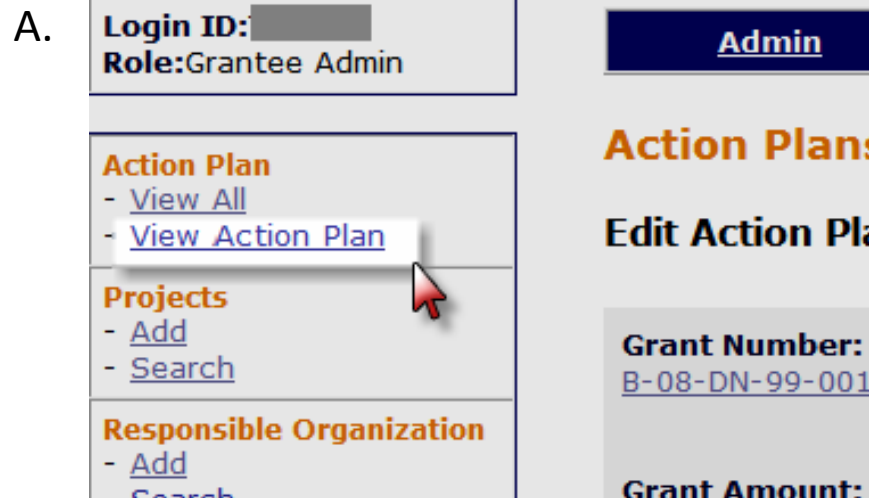 A.
Login ID:
Role:Grantee Admin
Action Plan
- View All
- View Action Plan
Projects
- Add
- Search
Responsible Organization
- Add
Search
Admin
Action Plans
Edit Action Pla
Grant Number:
B-08-DN-99-001
Grant Amount: